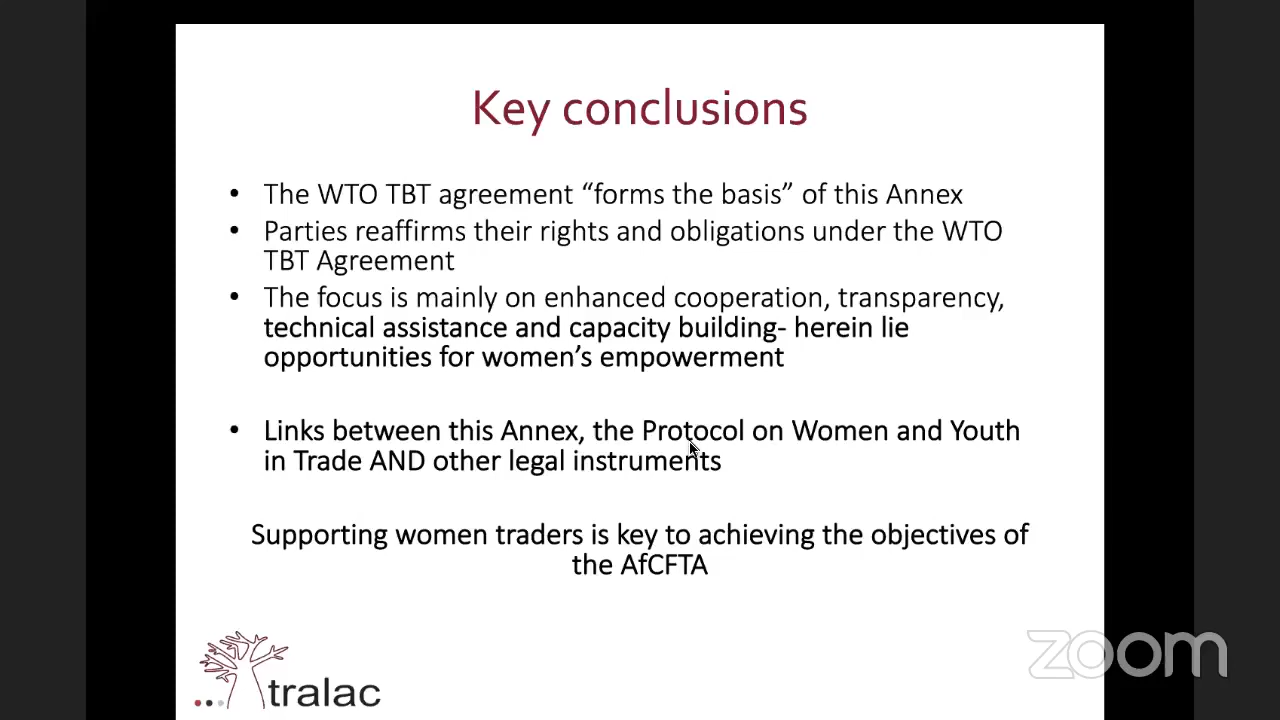 Key conclusions
• The WTO TBT agreement “forms the basis” of this Annex
• Parties reaffirms their rights and obligations under the WTO
TBT Agreement
• The focus is mainly on enhanced cooperation, transparency,
technical assistance and capacity building- herein lie
opportunities for women’s empowerment
• Links between this Annex, the Protocol on Women and Youth
in Trade AND other legal instruments
Supporting women traders is key to achieving the objectives of
the AfCFTA
tralac
zoom